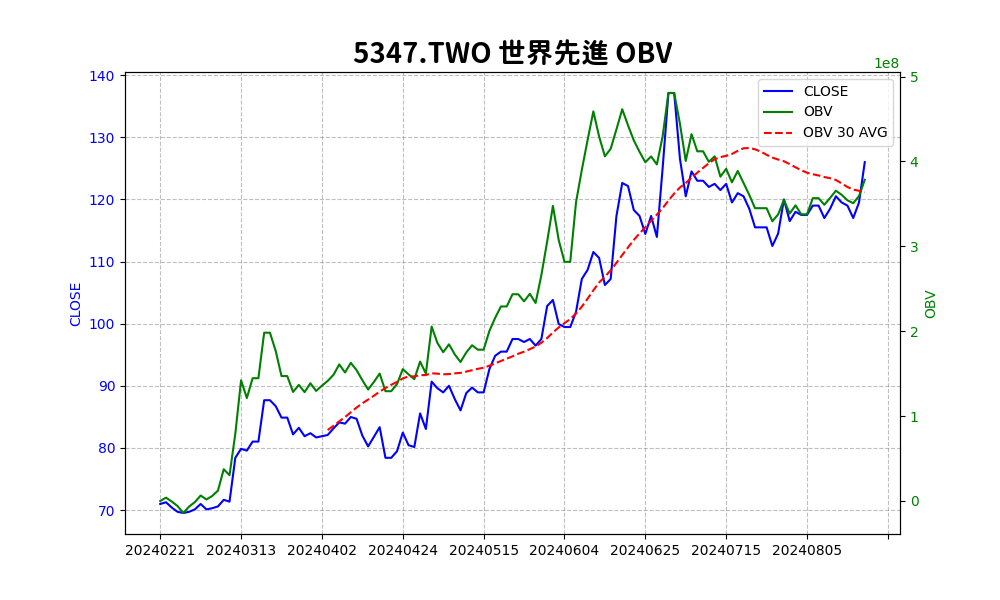 5347.TWO 世界先進 OBV
1e8
CLOSE
OBV
OBV 30 AVG
CLOSE
140
130
120
110
100
90
80
70
5
4
3
2
1
0
OBV
20240221 20240313 20240402 20240424 20240515 20240604 20240625 20240715 20240805